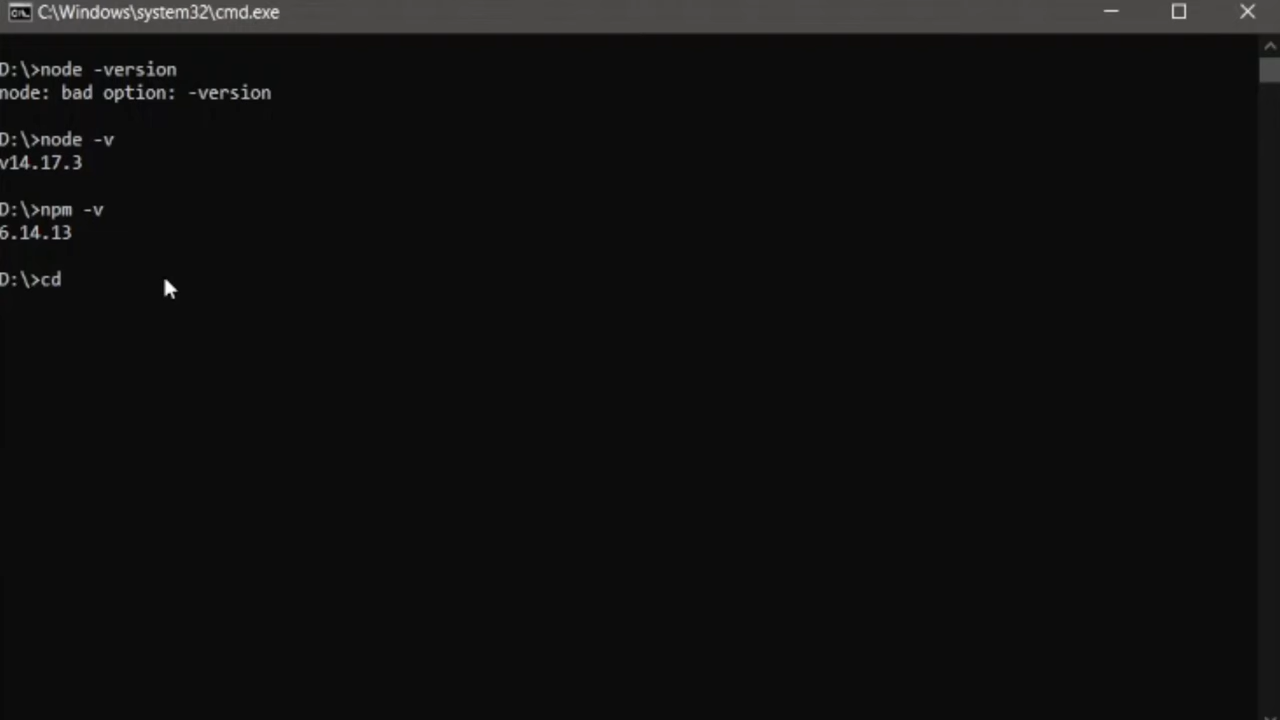 C:\Windows\system32\cmd.exe
D:\>node -version
node: bad option: -version
D:\>node -v
v14.17.3
D:\>npm -v
6.14.13
D:\>cd